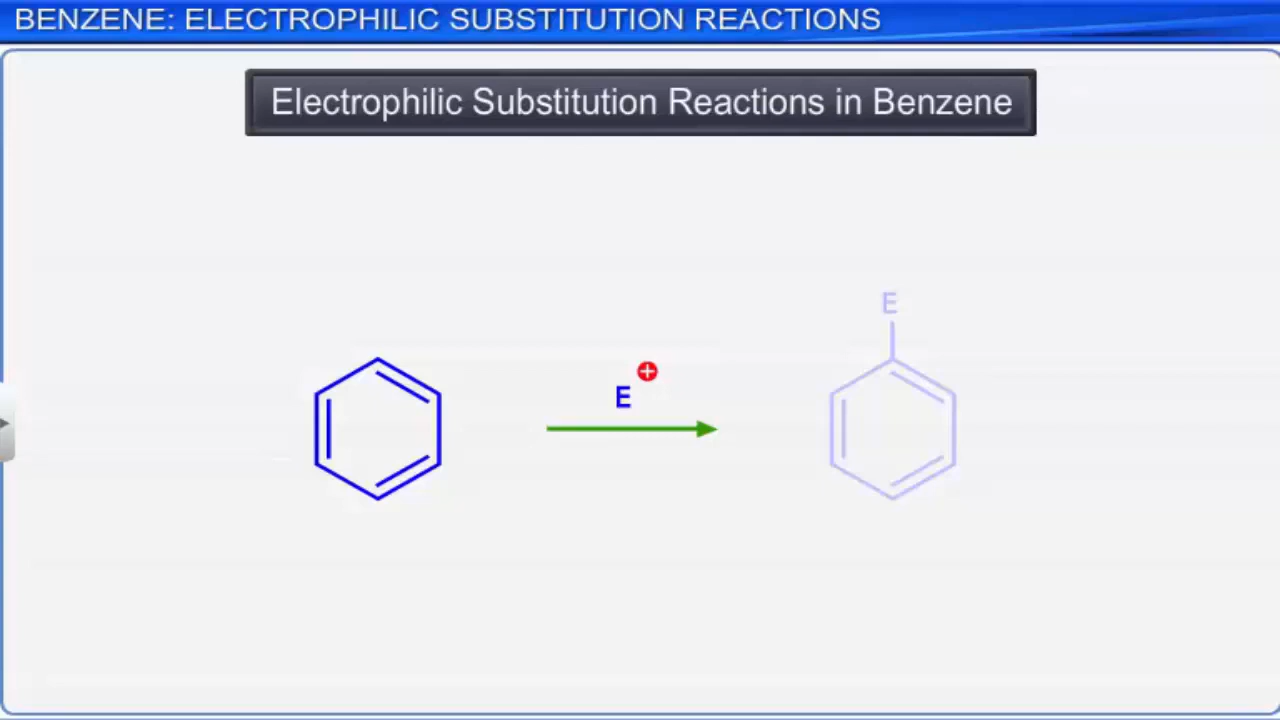 BENZENE: ELECTROPHILIC SUBSTITUTION REACTIONS
Electrophilic Substitution Reactions in Benzene
E
+
E